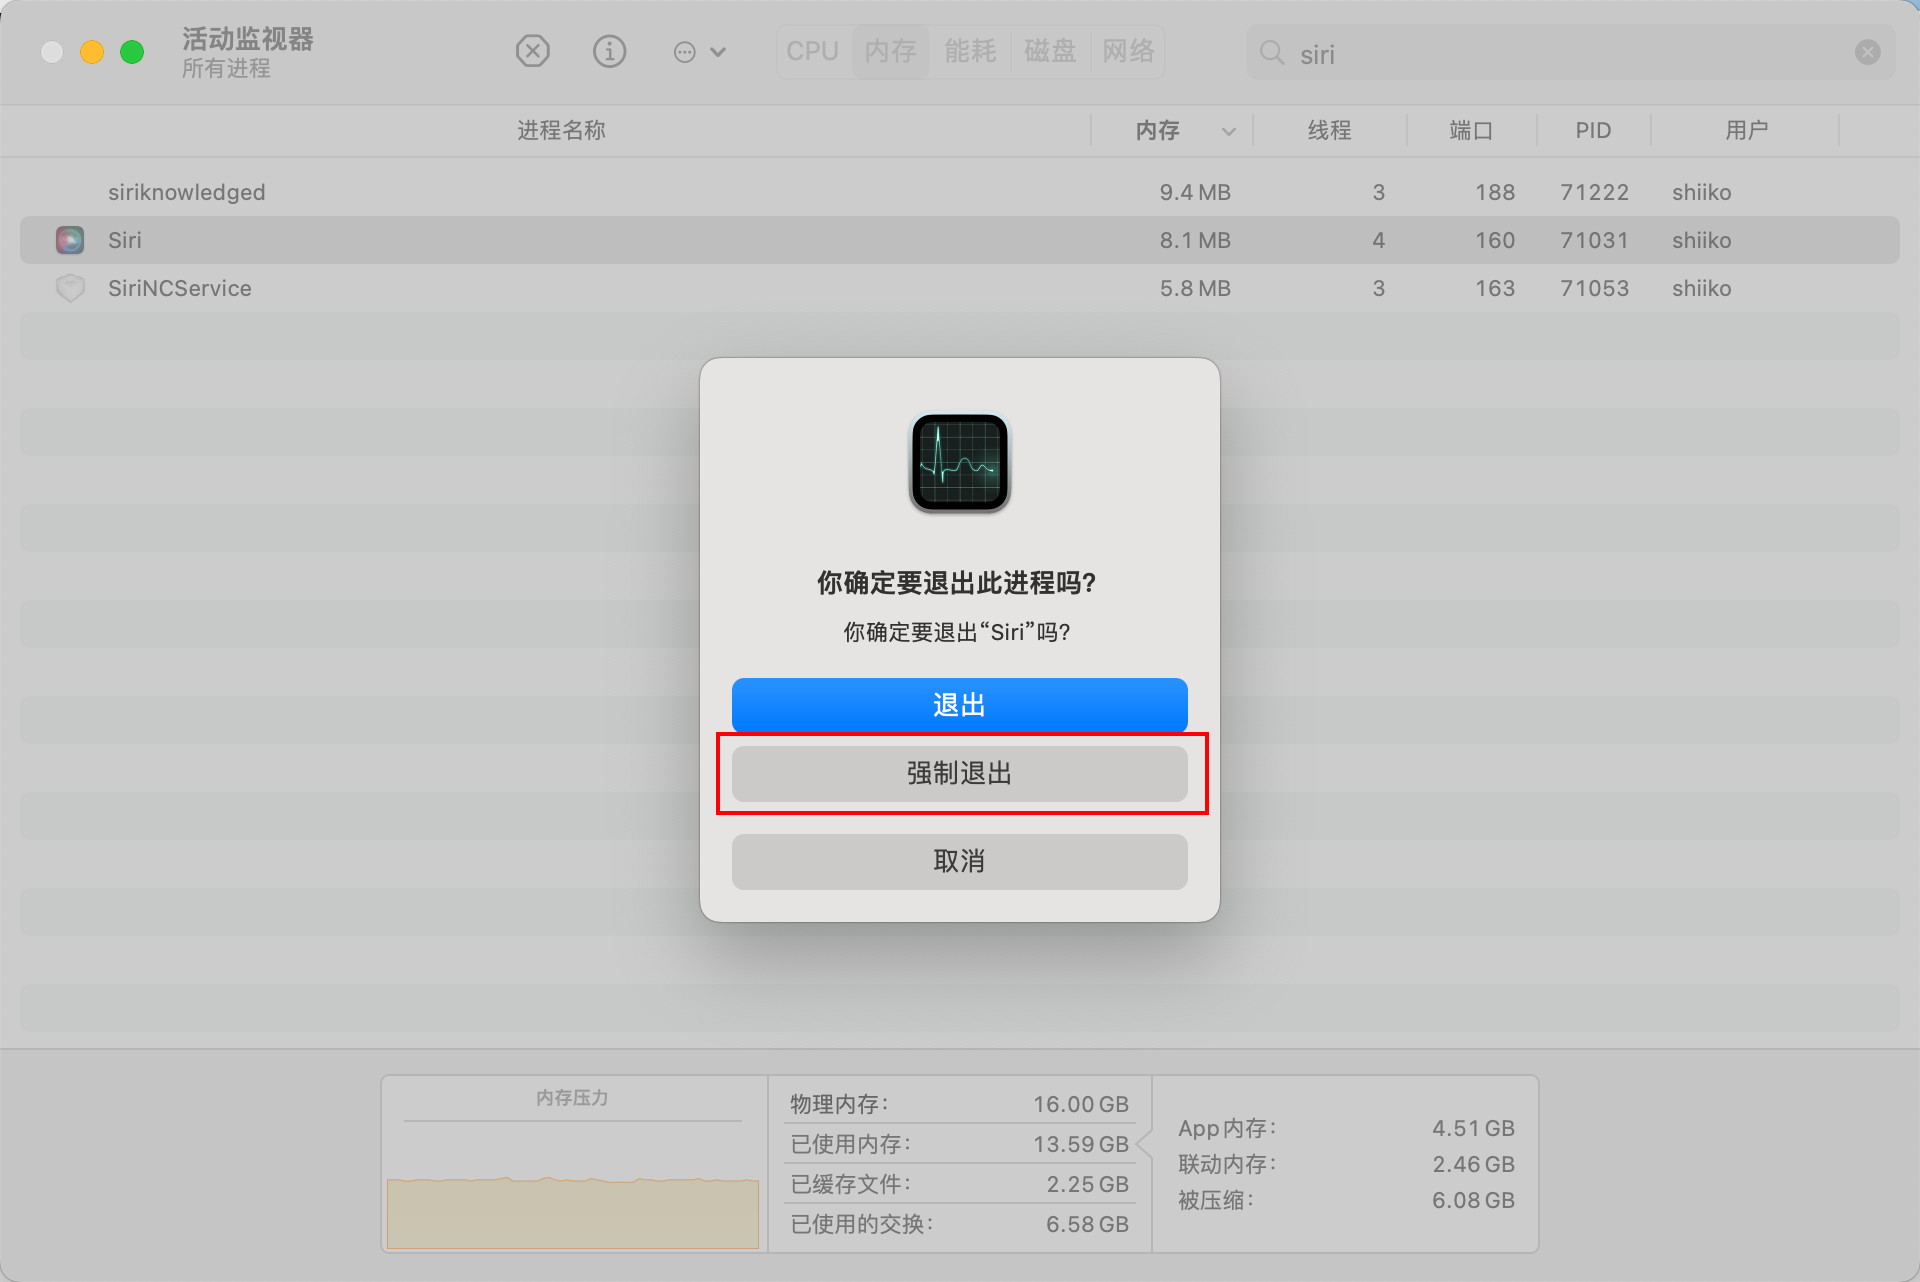 活动监视器
所有进程
CPU 内存 能耗 磁盘 网络
siri
进程名称 内存 线程 端口 PID 用户
siriknowledged 9.4 MB 3 188 71222 shiiko
Siri 8.1 MB 4 160 71031 shiiko
SiriNCService 5.8 MB 3 163 71053 shiiko
你确定要退出此进程吗?
你确定要退出“Siri”吗?
退出
强制退出
取消
内存压力
物理内存: 16.00 GB
已使用内存: 13.59 GB
已缓存文件: 2.25 GB
已使用的交换: 6.58 GB
App内存: 4.51 GB
联动内存: 2.46 GB
被压缩: 6.08 GB